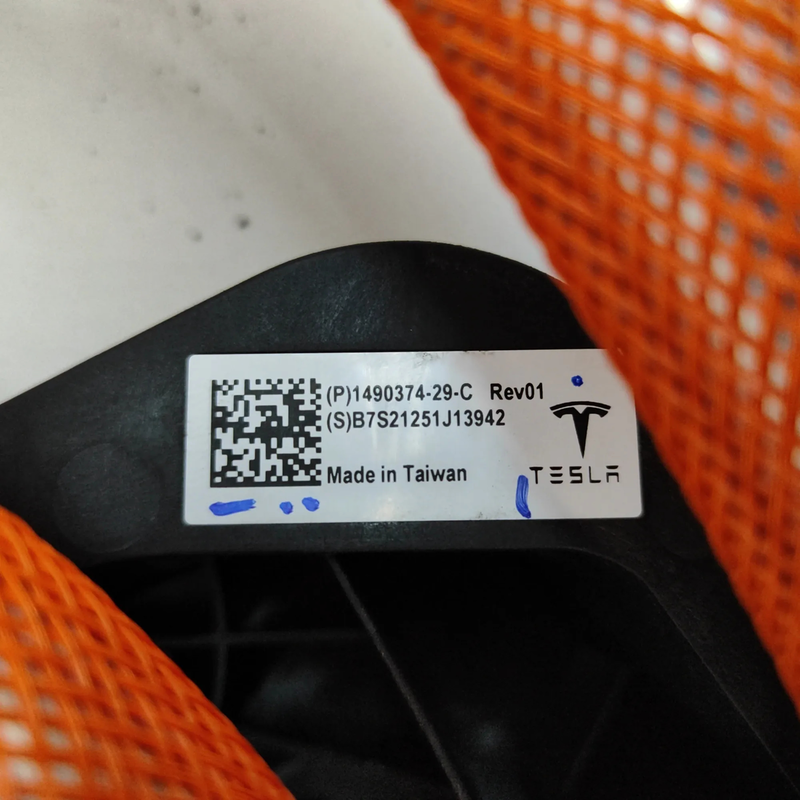 (P)1490374-29-C Rev01
(S)B7S21251J13942
Made in Taiwan
TESLA